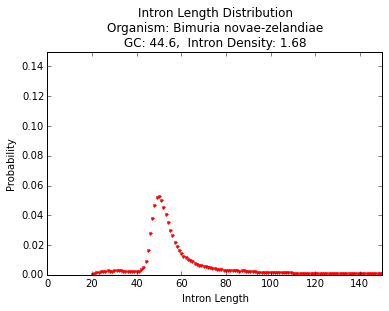 Intron Length Distribution
Organism: Bimuria novae-zelandiae
GC: 44.6,  Intron Density: 1.68
0.14
0.12
0.10
0.08
0.06
0.04
0.02
0.00
Probability
0 20 40 60 80 100 120 140
Intron Length